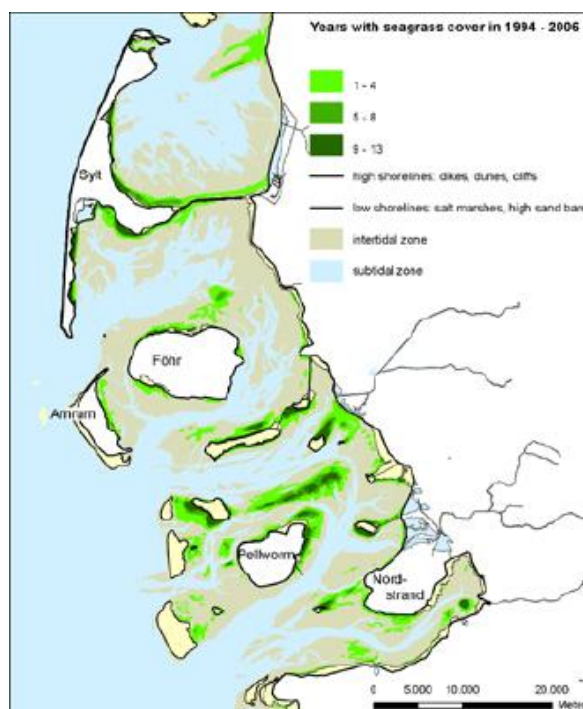 Years with seagrass cover in 1994 - 2006
1 - 4
5 - 8
9 - 13
high shorelines: dikes, dunes, cliffs
low shorelines: salt marshes, high sand bars
intertidal zone
subtidal zone
Sylt
Föhr
Amrum
Pellworm
Nord-
strand
0
5.000
10.000
20.000